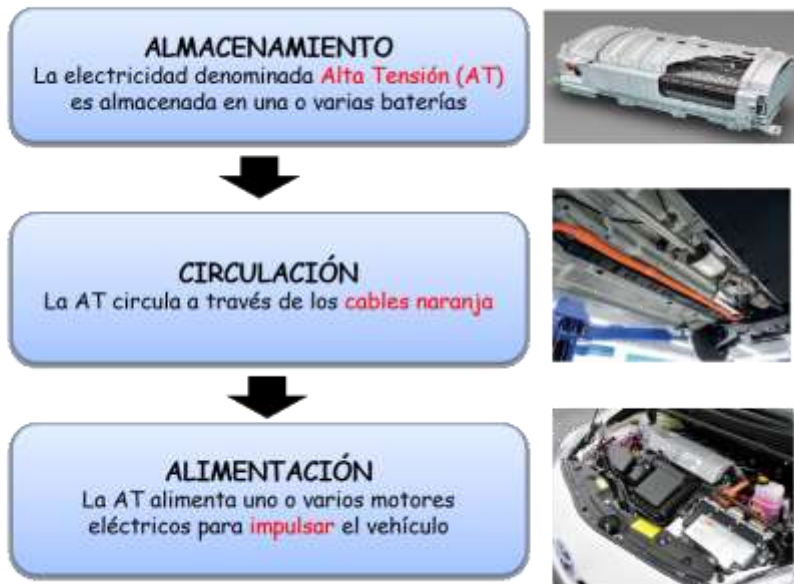 ALMACENAMIENTO
La electricidad denominada Alta Tensión (AT)
es almacenada en una o varias baterías
CIRCULACIÓN
La AT circula a través de los cables naranja
ALIMENTACIÓN
La AT alimenta uno o varios motores
eléctricos para impulsar el vehículo